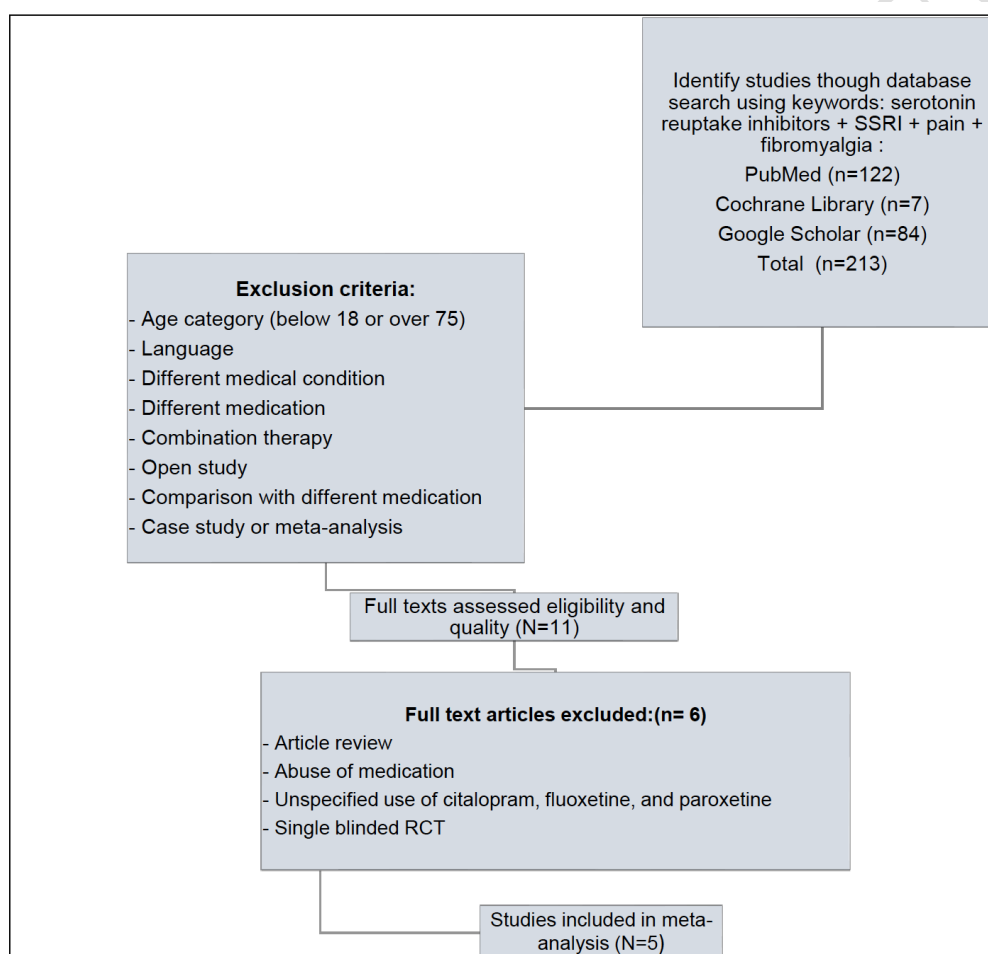 Identify studies though database
search using keywords: serotonin
reuptake inhibitors + SSRI + pain +
fibromyalgia :
PubMed (n=122)
Cochrane Library (n=7)
Google Scholar (n=84)
Total (n=213)
Exclusion criteria:
- Age category (below 18 or over 75)
- Language
- Different medical condition
- Different medication
- Combination therapy
- Open study
- Comparison with different medication
- Case study or meta-analysis
Full texts assessed eligibility and
quality (N=11)
Full text articles excluded:(n= 6)
- Article review
- Abuse of medication
- Unspecified use of citalopram, fluoxetine, and paroxetine
- Single blinded RCT
Studies included in meta-
analysis (N=5)